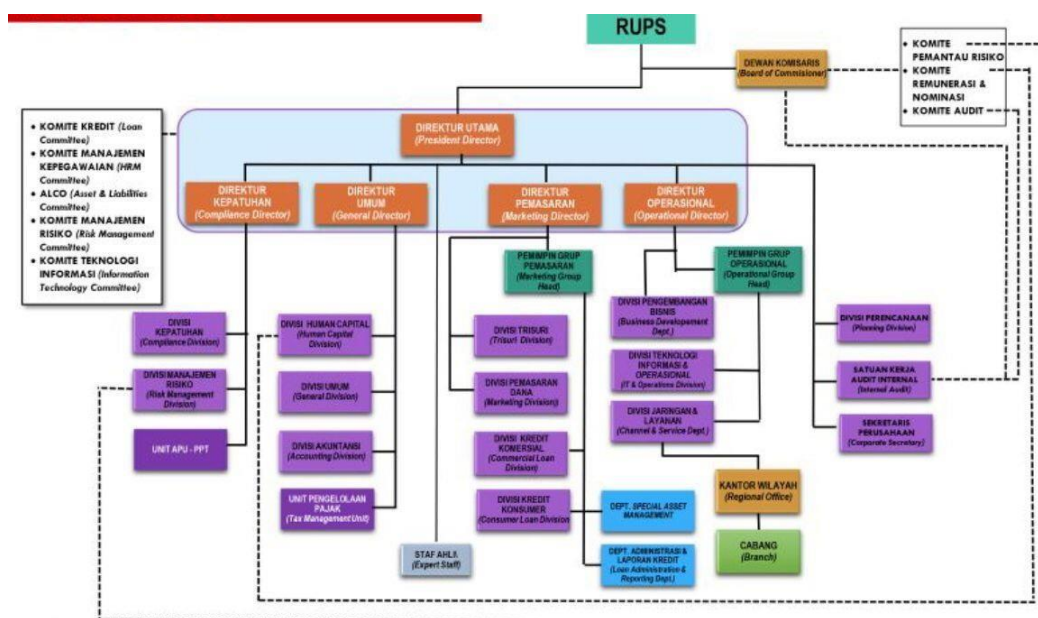 RUPS
DEWAN KOMISARIS
(Board of Commisioner)
• KOMITE
PEMANTAU RISIKO
• KOMITE
REMUNERASI &
NOMINASI
• KOMITE AUDIT
• KOMITE KREDIT (Loan
Committee)
• KOMITE MANAJEMEN
KEPEGAWAIAN (HRM
Committee)
• ALCO (Asset & Liabilities
Committee)
• KOMITE MANAJEMEN
RISIKO (Risk Management
Committee)
• KOMITE TEKNOLOGI
INFORMASI (Information
Technology Committee)
DIREKTUR UTAMA
(President Director)
DIREKTUR
KEPATUHAN
(Compliance Director)
DIREKTUR
UMUM
(General Director)
DIREKTUR
PEMASARAN
(Marketing Director)
DIREKTUR
OPERASIONAL
(Operational Director)
PEMIMPIN GRUP
PEMASARAN
(Marketing Group
Head)
PEMIMPIN GRUP
OPERASIONAL
(Operational Group
Head)
DIVISI
KEPATUHAN
(Compliance Division)
DIVISI MANAJEMEN
RISIKO
(Risk Management
Division)
UNIT APU - PPT
DIVISI HUMAN CAPITAL
(Human Capital
Division)
DIVISI UMUM
(General Division)
DIVISI AKUNTANSI
(Accounting Division)
UNIT PENGELOLAAN
PAJAK
(Tax Management Unit)
STAF AHLI
(Expert Staff)
DIVISI TRISURI
(Trisuri Division)
DIVISI PEMASARAN
DANA
(Marketing Division)
DIVISI KREDIT
KOMERSIAL
(Commercial Loan
Division)
DIVISI KREDIT
KONSUMER
(Consumer Loan Division
DIVISI PENGEMBANGAN
BISNIS
(Business Developement
Dept.)
DIVISI TEKNOLOGI
INFORMASI &
OPERASIONAL
(IT & Operations Division)
DIVISI JARINGAN &
LAYANAN
(Channel & Service Dept.)
DEPT. SPECIAL ASSET
MANAGEMENT
DEPT. ADMINISTRASI &
LAPORAN KREDIT
(Loan Administration &
Reporting Dept.)
KANTOR WILAYAH
(Regional Office)
CABANG
(Branch)
DIVISI PERENCANAAN
(Planning Division)
SATUAN KERJA
AUDIT INTERNAL
(Internal Audit)
SEKRETARIS
PERUSAHAAN
(Corporate Secretary)